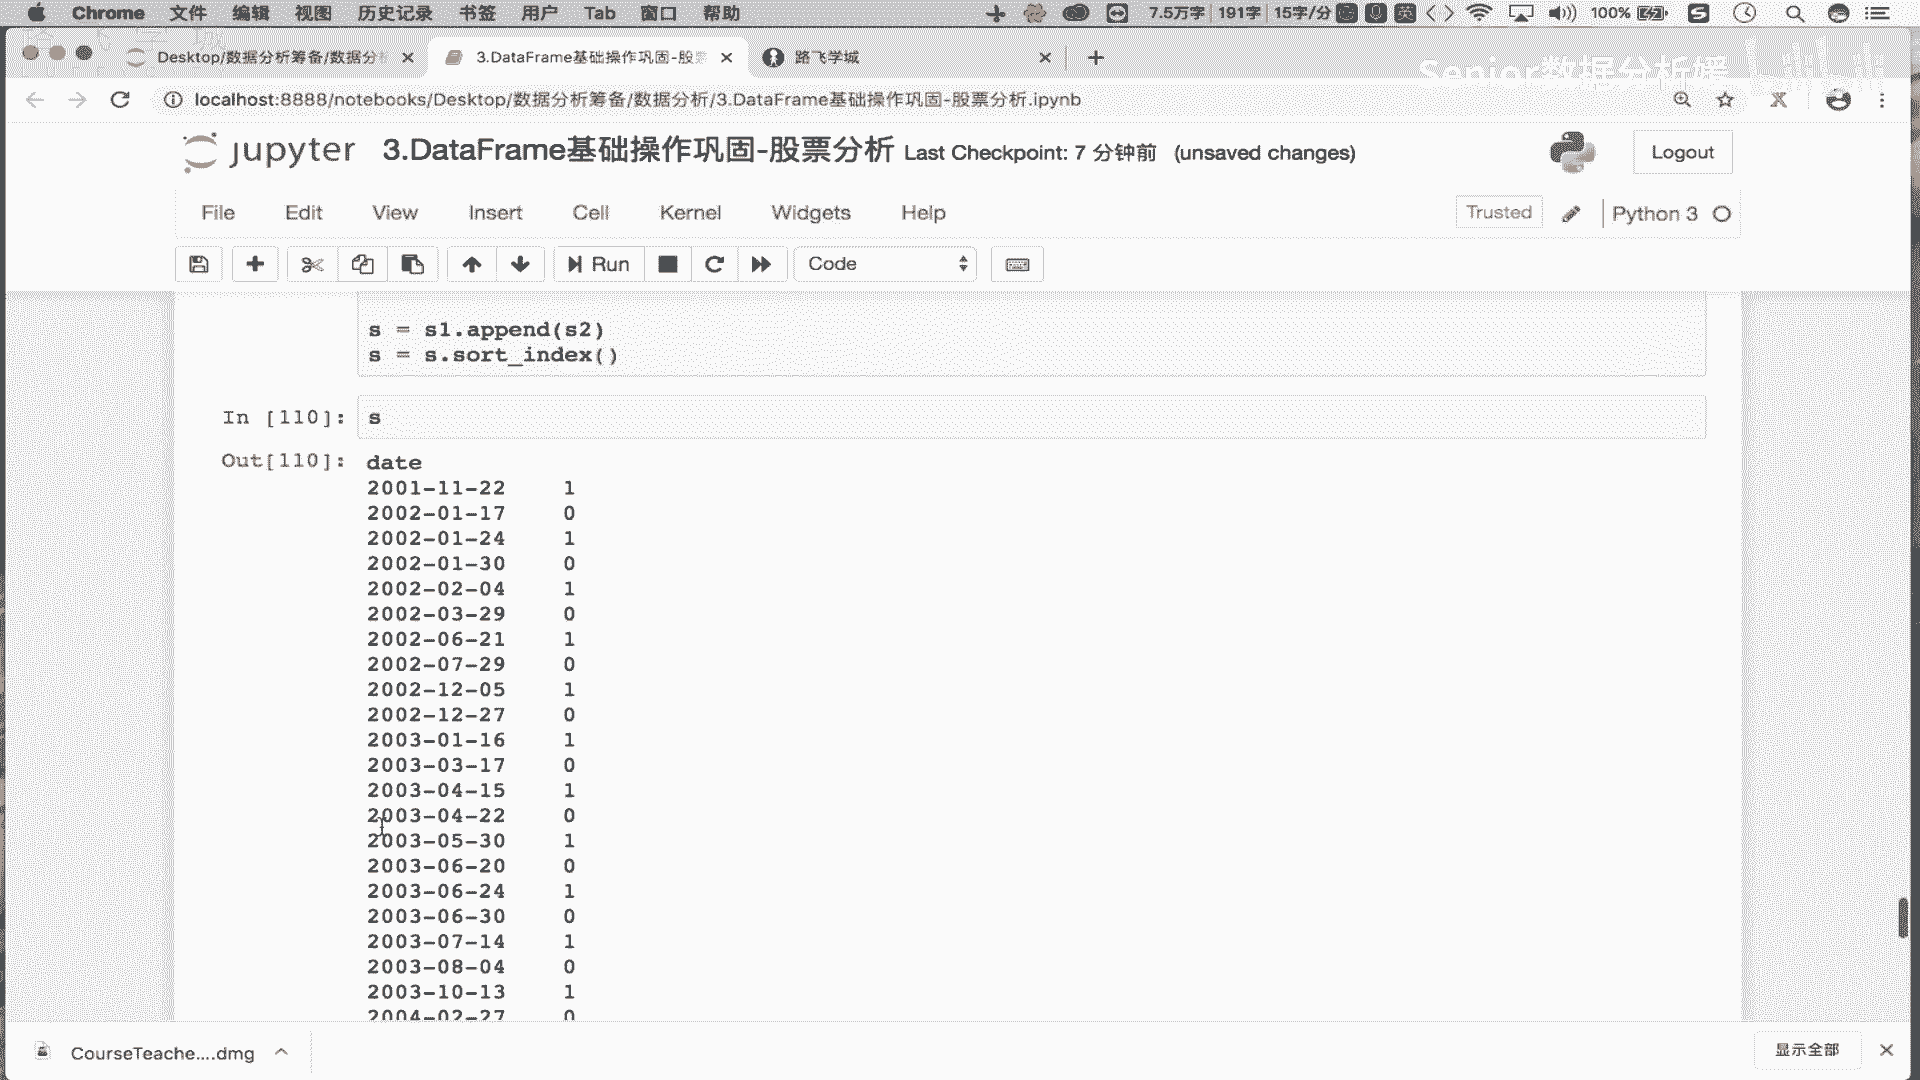 Chrome 文件 编辑 视图 历史记录 书签 用户 Tab 窗口 帮助 7.5万字 191字 15字/分 英 100%
Desktop/数据分析筹备/数据分析
3.DataFrame基础操作巩固-股票
路飞学城
Senior数据分析媛
localhost:8888/notebooks/Desktop/数据分析筹备/数据分析/3.DataFrame基础操作巩固-股票分析.ipynb
jupyter 3.DataFrame基础操作巩固-股票分析 Last Checkpoint: 7 分钟前 (unsaved changes)
Logout
File Edit View Insert Cell Kernel Widgets Help
Trusted Python 3
Run Code
s = s1.append(s2)
s = s.sort_index()
In [110]: s
Out[110]: date
2001-11-22 1
2002-01-17 0
2002-01-24 1
2002-01-30 0
2002-02-04 1
2002-03-29 0
2002-06-21 1
2002-07-29 0
2002-12-05 1
2002-12-27 0
2003-01-16 1
2003-03-17 0
2003-04-15 1
2003-04-22 0
2003-05-30 1
2003-06-20 0
2003-06-24 1
2003-06-30 0
2003-07-14 1
2003-08-04 0
2003-10-13 1
2004-02-27 0
CourseTeache....dmg
显示全部